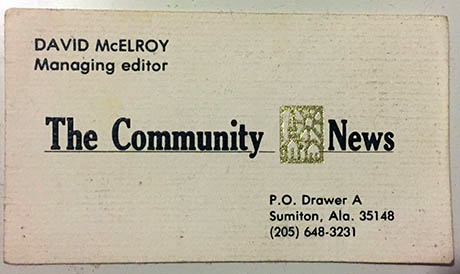 DAVID McELROY
Managing editor
The Community News
P.O. Drawer A
Sumiton, Ala. 35148
(205) 648-3231